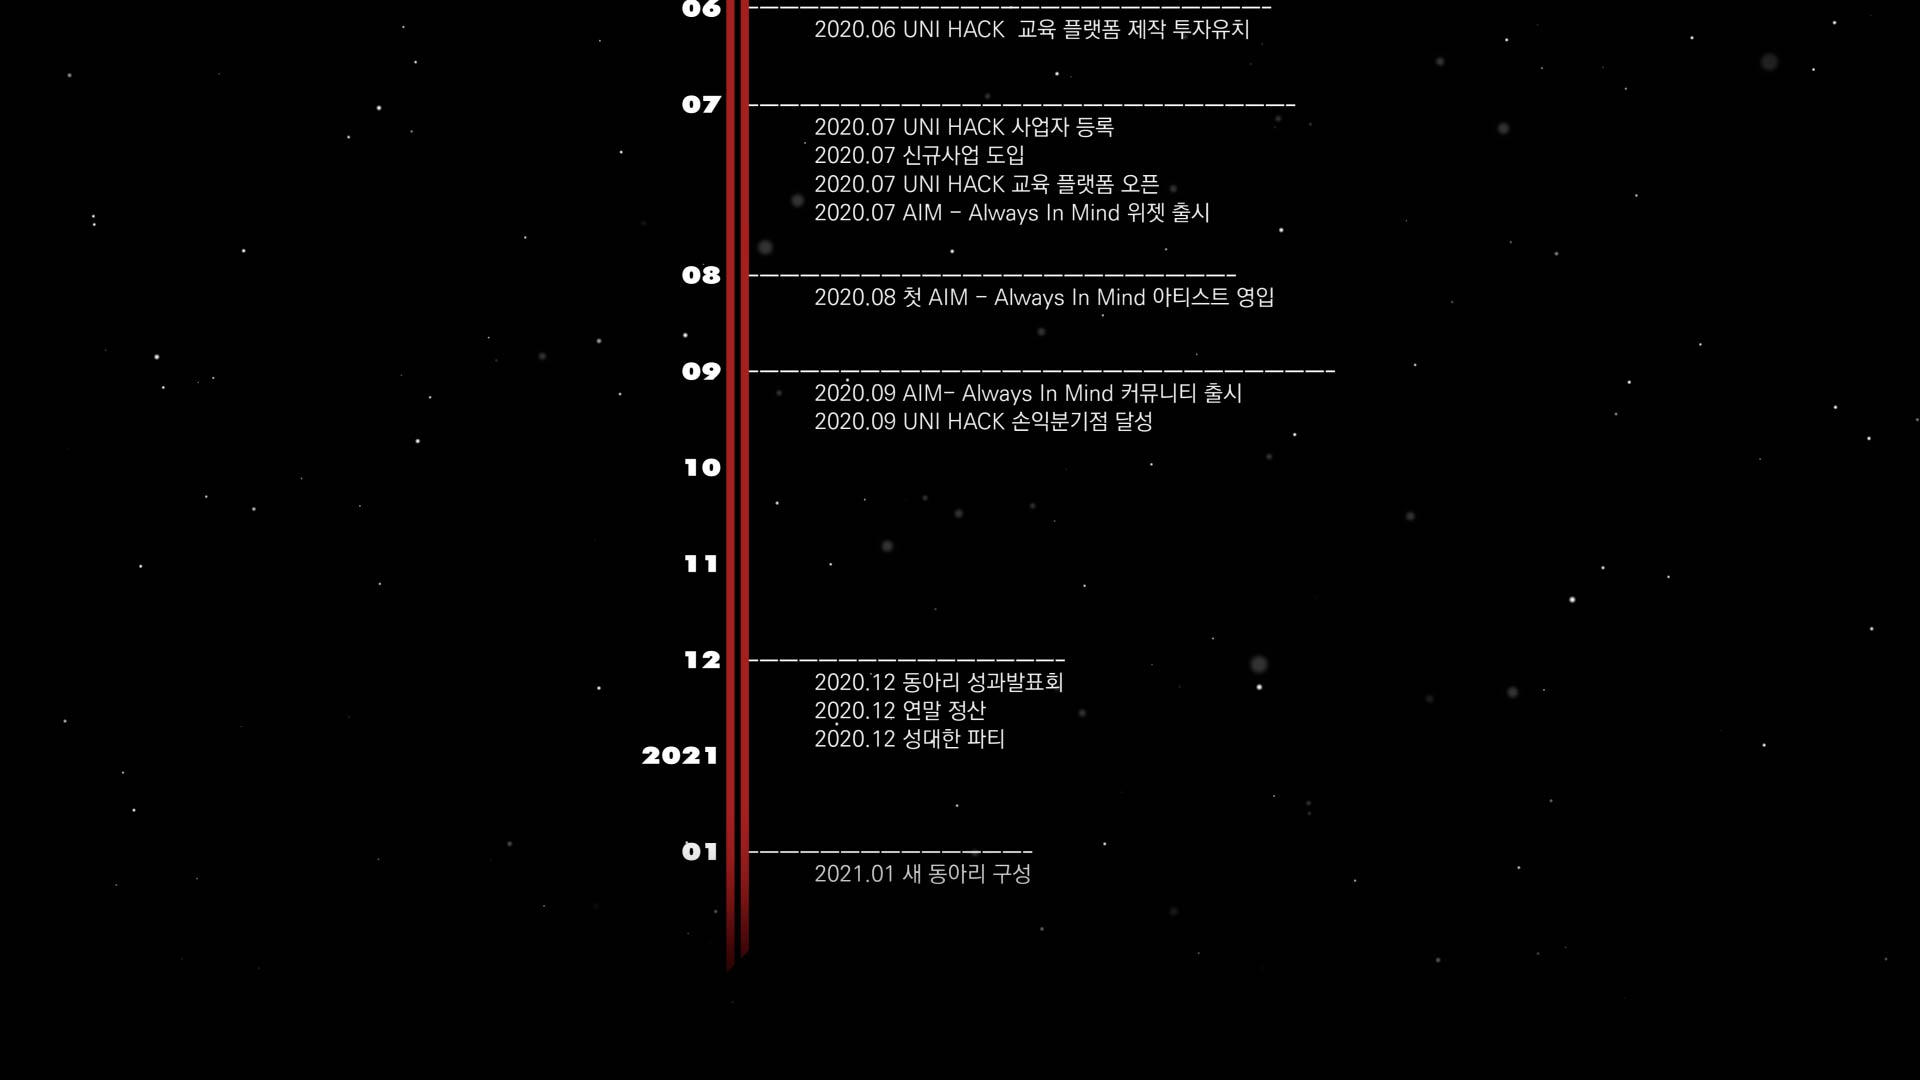 06
2020.06 UNI HACK 교육 플랫폼 제작 투자유치
07
2020.07 UNI HACK 사업자 등록
2020.07 신규사업 도입
2020.07 UNI HACK 교육 플랫폼 오픈
2020.07 AIM - Always In Mind 위젯 출시
08
2020.08 첫 AIM - Always In Mind 아티스트 영입
09
2020.09 AIM- Always In Mind 커뮤니티 출시
2020.09 UNI HACK 손익분기점 달성
10
11
12
2020.12 동아리 성과발표회
2020.12 연말 정산
2020.12 성대한 파티
2021
01
2021.01 새 동아리 구성